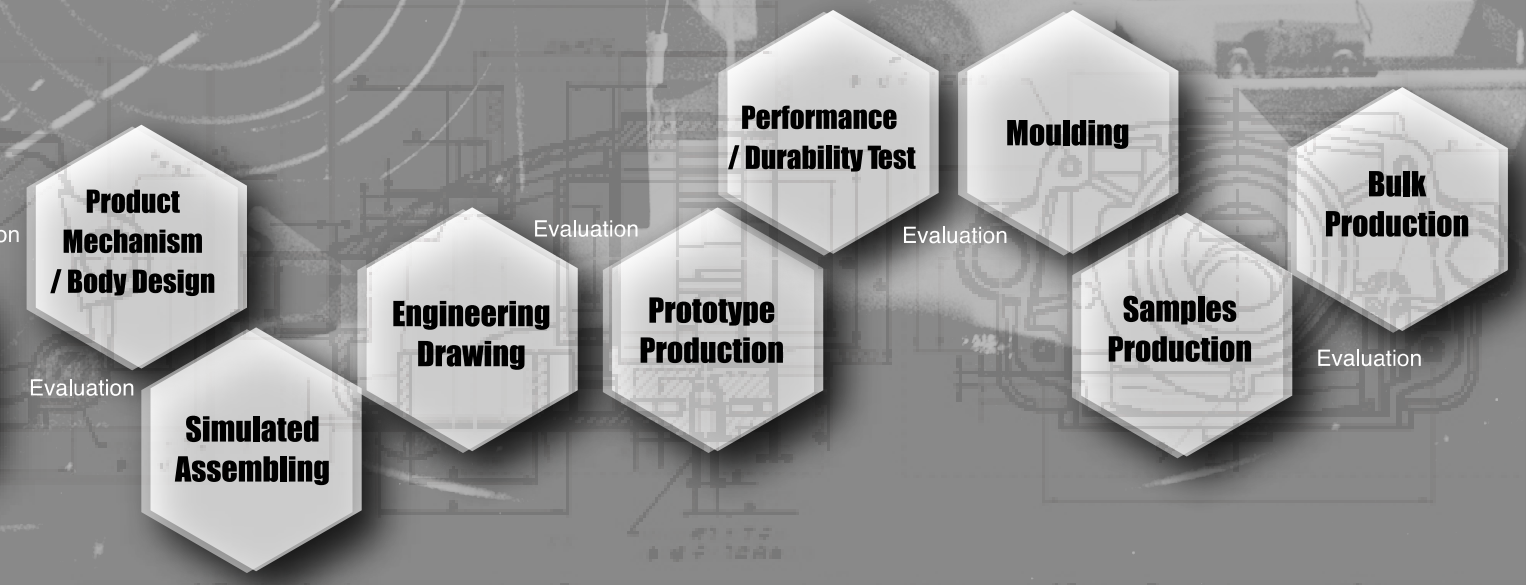 Product
Mechanism
/ Body Design
Evaluation
Simulated
Assembling
Engineering
Drawing
Evaluation
Prototype
Production
Performance
/ Durability Test
Evaluation
Moulding
Samples
Production
Evaluation
Bulk
Production